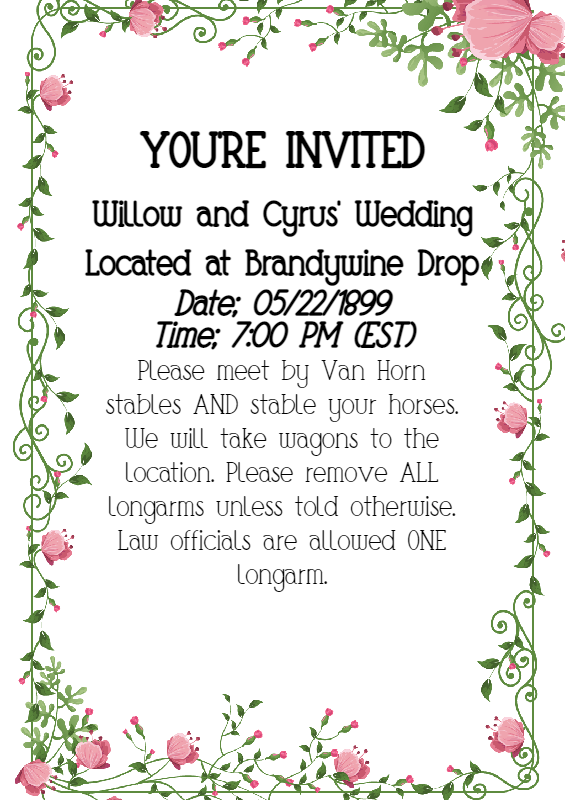 YOU'RE INVITED
Willow and Cyrus' Wedding
Located at Brandywine Drop
Date; 05/22/1899
Time; 7:00 PM (EST)
Please meet by Van Horn
stables AND stable your horses.
We will take wagons to the
location. Please remove ALL
longarms unless told otherwise.
Law officials are allowed ONE
longarm.